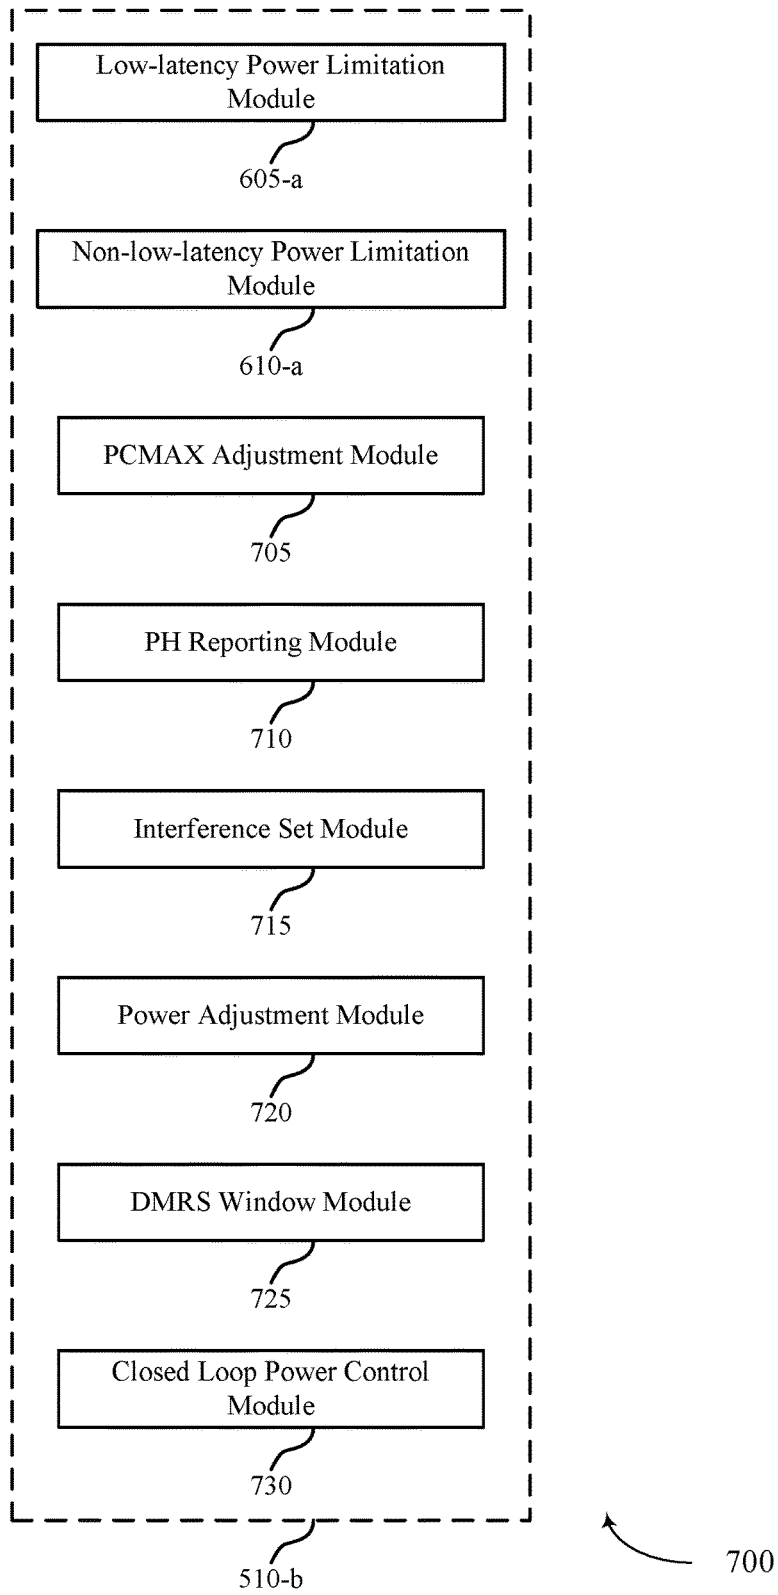 Low-latency Power Limitation
Module
605-a
Non-low-latency Power Limitation
Module
610-a
PCMAX Adjustment Module
705
PH Reporting Module
710
Interference Set Module
715
Power Adjustment Module
720
DMRS Window Module
725
Closed Loop Power Control
Module
730
510-b
700